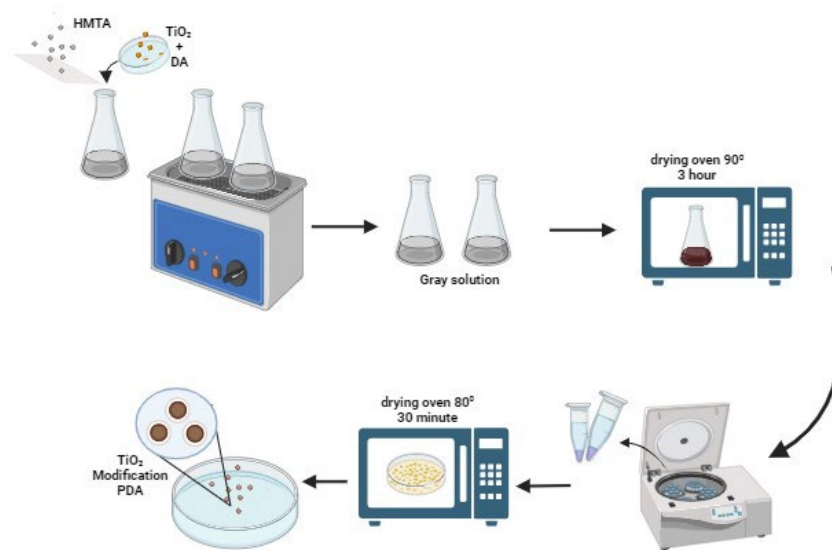 HMTA
TiO₂
+
DA
drying oven 90⁰
3 hour
Gray solution
drying oven 80⁰
30 minute
TiO₂
Modification
PDA